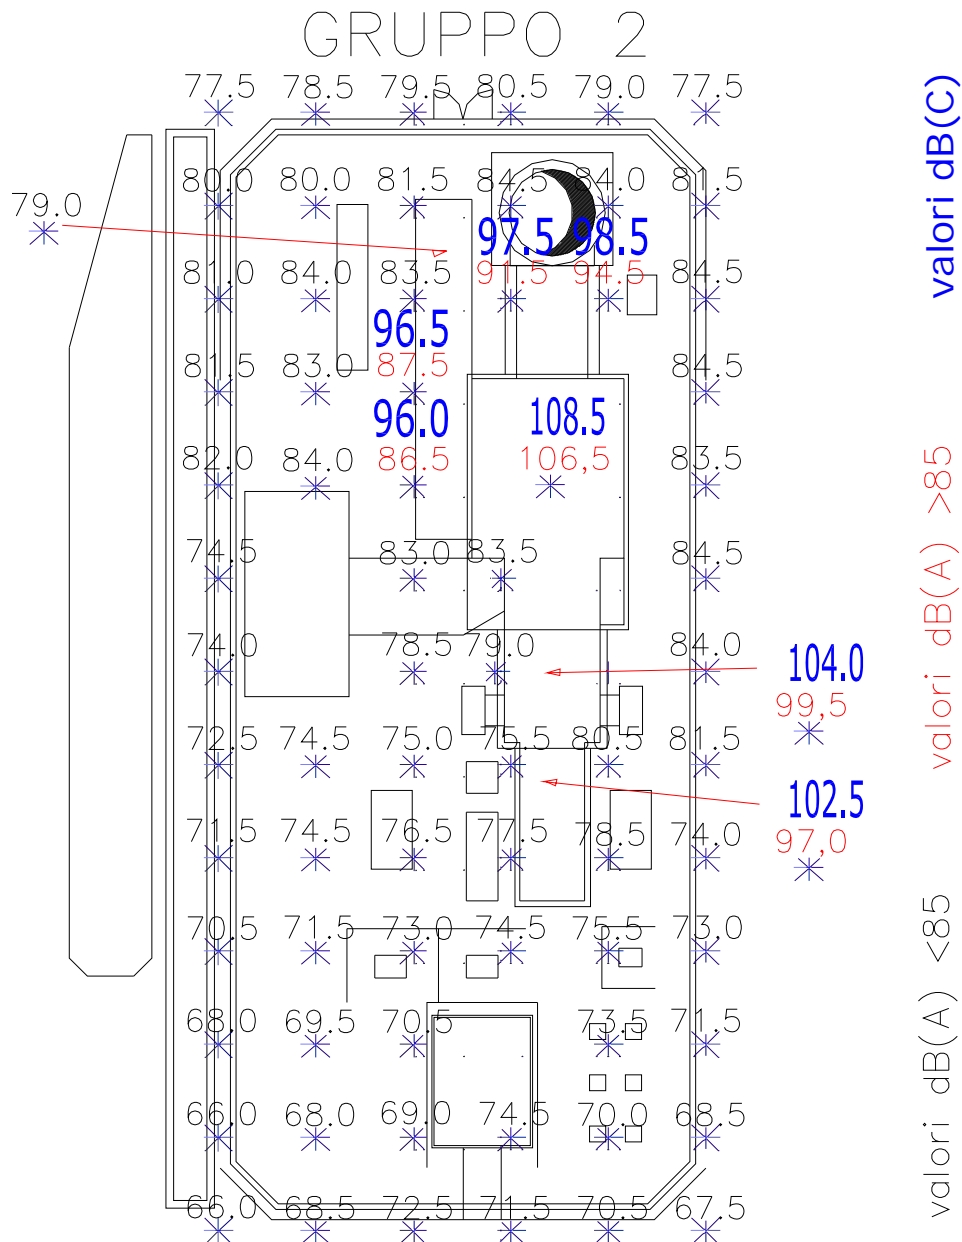 GRUPPO 2
77.5 78.5 79.5 80.5 79.0 77.5
80.0 80.0 81.5 84.5 84.0 81.5
79.0
97.5 98.5
81.0 84.0 83.5 91.5 94.5 84.5
96.5
81.5 83.0 87.5 84.5
96.0 108.5
82.0 84.0 86.5 106,5 83.5
74.5 83.0 83.5 84.5
74.0 78.5 79.0 84.0
104.0
99,5
72.5 74.5 75.0 75.5 80.5 81.5
102.5
97,0
71.5 74.5 76.5 77.5 78.5 74.0
70.5 71.5 73.0 74.5 75.5 73.0
68.0 69.5 70.5 73.5 71.5
66.0 68.0 69.0 74.5 70.0 68.5
66.0 68.5 72.5 71.5 70.5 67.5
valori dB(C)
valori dB(A) >85
valori dB(A) <85